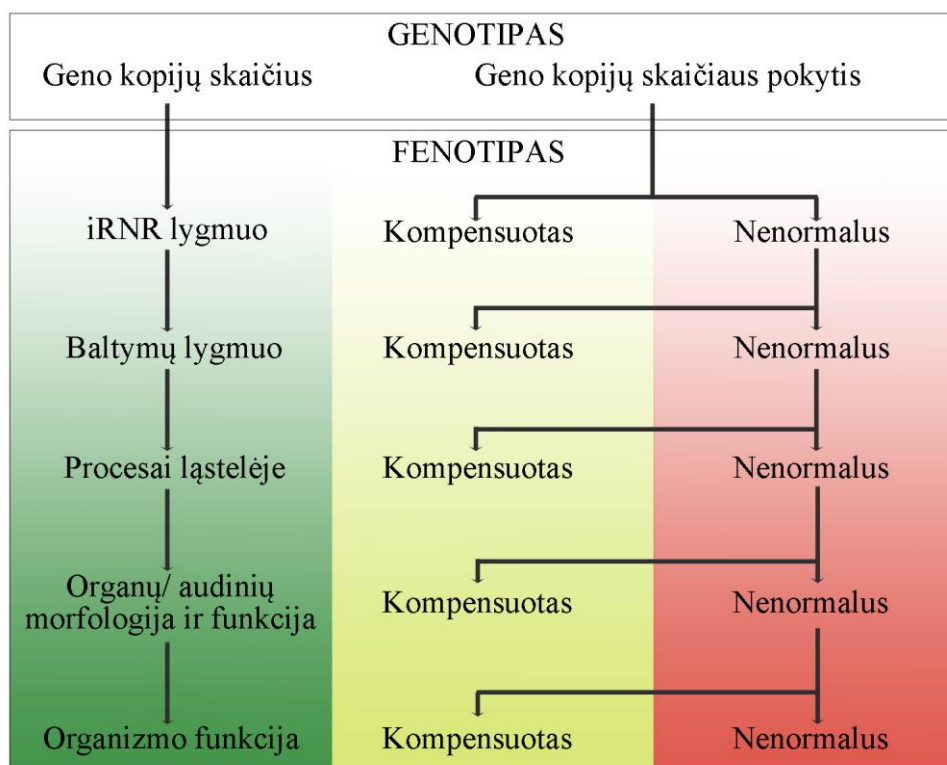 GENOTIPAS
Geno kopijų skaičius
Geno kopijų skaičiaus pokytis
FENOTIPAS
iRNR lygmuo
Kompensuotas
Nenormalus
Baltymų lygmuo
Kompensuotas
Nenormalus
Procesai ląstelėje
Kompensuotas
Nenormalus
Organų/ audinių
morfologija ir funkcija
Kompensuotas
Nenormalus
Organizmo funkcija
Kompensuotas
Nenormalus